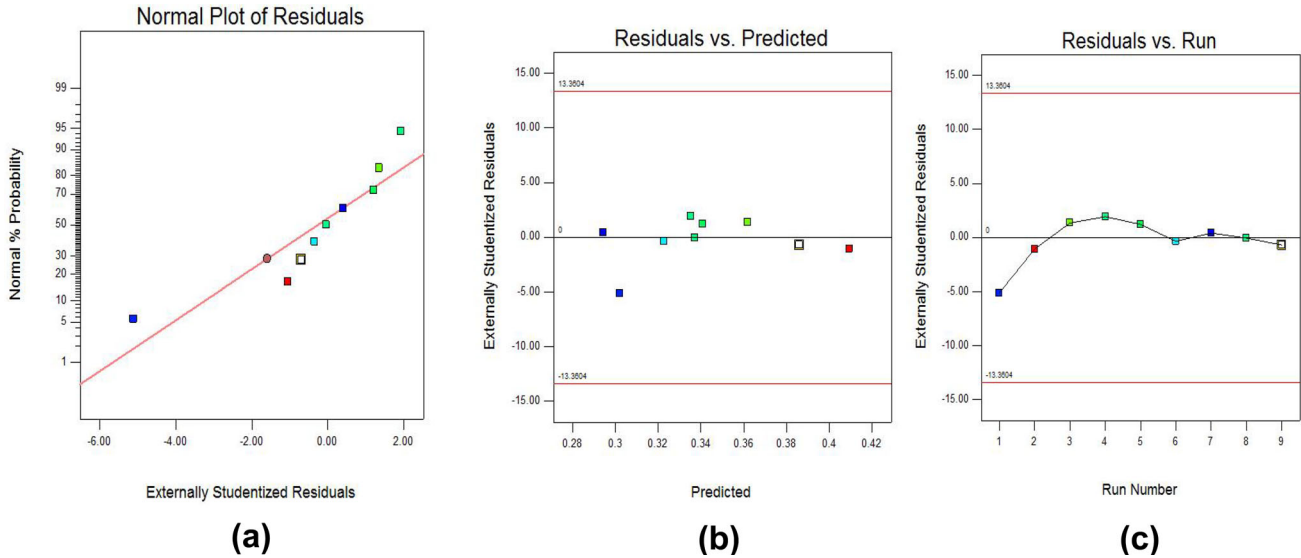 Normal Plot of Residuals
Normal % Probability
99
95
90
80
70
50
30
20
10
5
1
-6.00 -4.00 -2.00 0.00 2.00
Externally Studentized Residuals
(a)
Residuals vs. Predicted
Externally Studentized Residuals
15.00
13.3604
10.00
5.00
0
0.00
-5.00
-10.00
-13.3604
-15.00
0.28 0.3 0.32 0.34 0.36 0.38 0.4 0.42
Predicted
(b)
Residuals vs. Run
Externally Studentized Residuals
15.00
13.3604
10.00
5.00
0
0.00
-5.00
-10.00
-13.3604
-15.00
1 2 3 4 5 6 7 8 9
Run Number
(c)